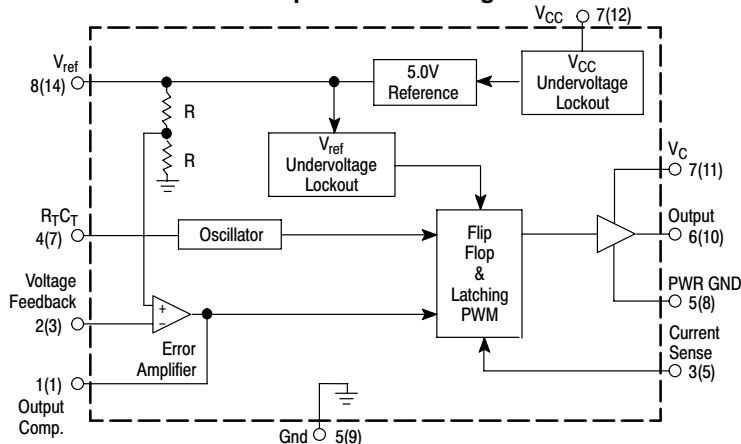 VCC 7(12)
Vref
8(14)
5.0V
Reference
VCC
Undervoltage
Lockout
R
R
Vref
Undervoltage
Lockout
VC
7(11)
RTCT
4(7)
Oscillator
Flip
Flop
&
Latching
PWM
Output
6(10)
Voltage
Feedback
2(3)
+
−
Error
Amplifier
PWR GND
5(8)
Current
Sense
3(5)
1(1)
Output
Comp.
Gnd 5(9)